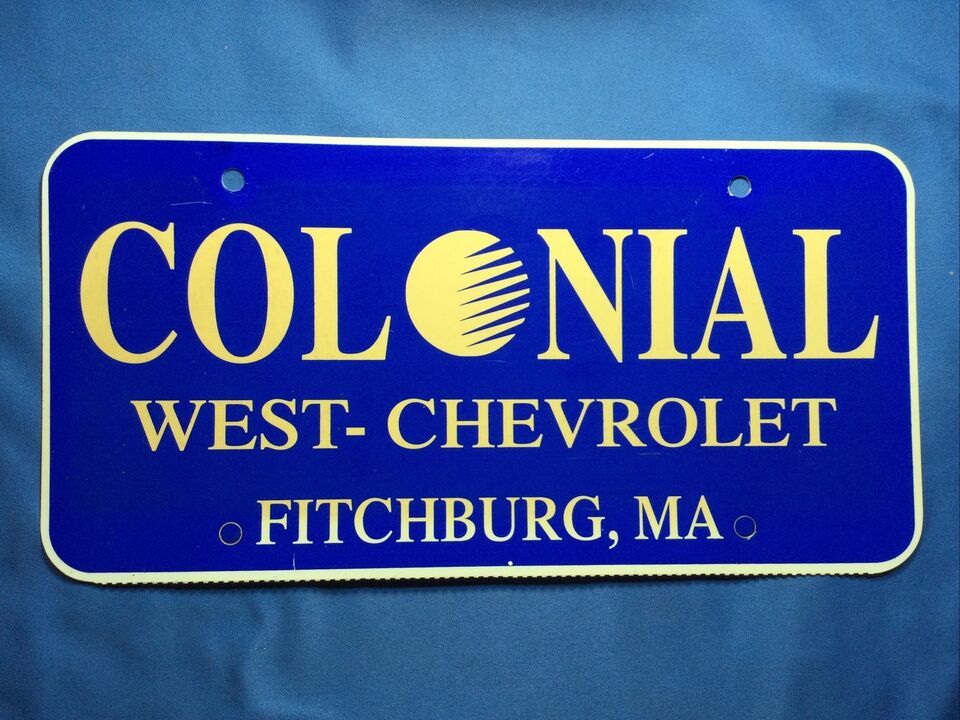 COLONIAL
WEST- CHEVROLET
FITCHBURG, MA